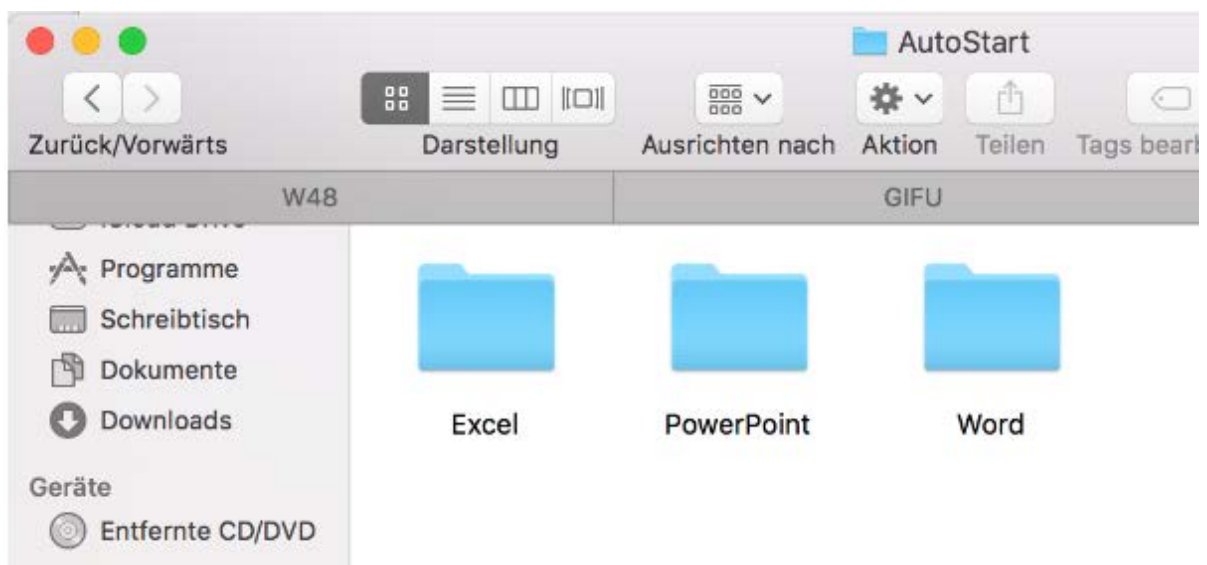 AutoStart
Zurück/Vorwärts Darstellung Ausrichten nach Aktion Teilen Tags
W48 GIFU
Programme
Schreibtisch
Dokumente
Downloads
Excel PowerPoint Word
Geräte
Entfernte CD/DVD